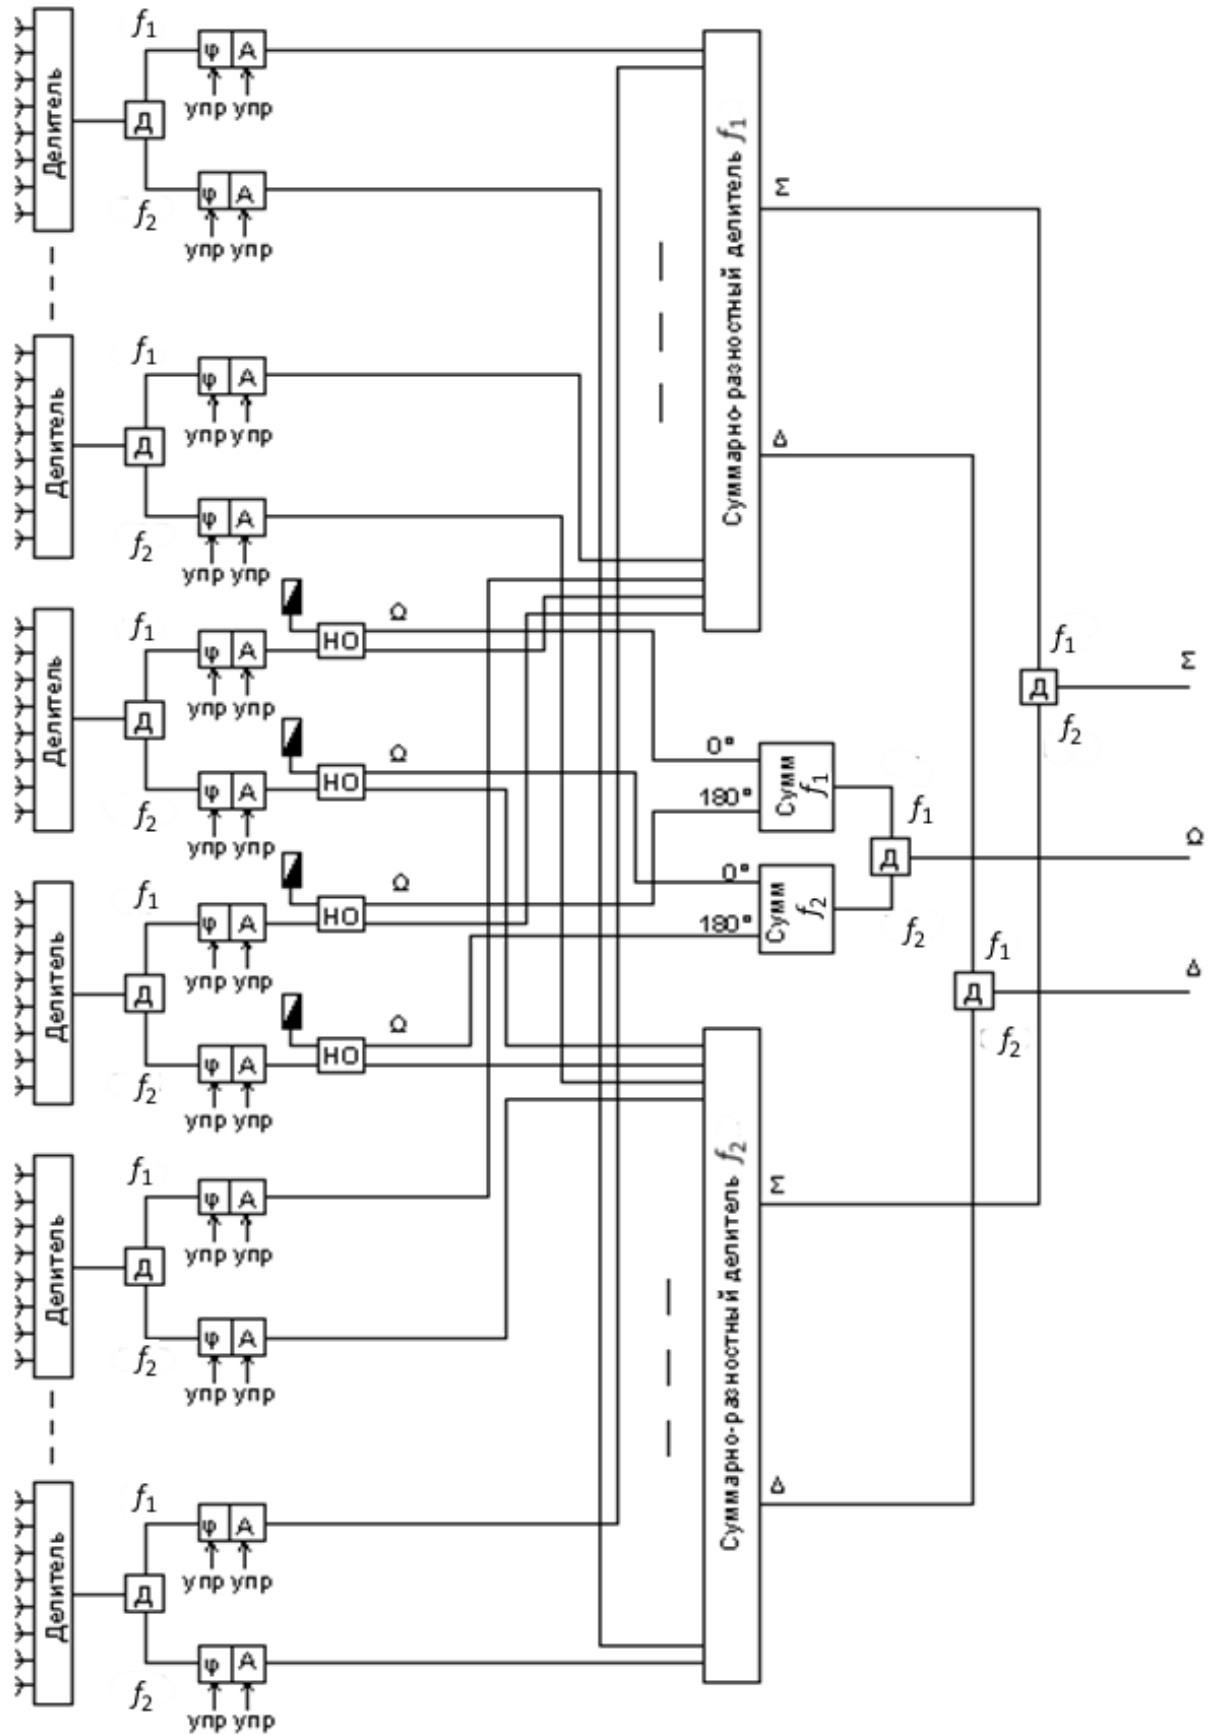 f1
φ A
упр упр
Делитель
Д
Суммарно-разностный делитель f1
Σ
φ A
f2
упр упр
f1
φ A
упр упр
Делитель
Д
Δ
φ A
f2
упр упр
Ω
f1
φ A
НО
упр упр
f1
Σ
Делитель
Д
Д
f2
Ω
0°
φ A
НО
Сумм f1
f2
180°
упр упр
f1
Ω
Д
Ω
0°
f1
φ A
НО
Сумм f2
180°
f2
упр упр
f1
Δ
Делитель
Д
Д
Ω
f2
φ A
НО
f2
упр упр
Суммарно-разностный делитель f2
f1
φ A
Σ
упр упр
Делитель
Д
φ A
f2
упр упр
f1
Δ
φ A
упр упр
Делитель
Д
φ A
f2
упр упр